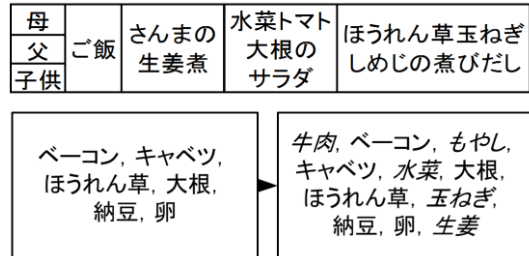 母
父
子供
ご飯
さんまの
生姜煮
水菜トマト
大根の
サラダ
ほうれん草玉ねぎ
しめじの煮びだし
ベーコン, キャベツ,
ほうれん草, 大根,
納豆, 卵
牛肉, ベーコン, もやし,
キャベツ, 水菜, 大根,
ほうれん草, 玉ねぎ,
納豆, 卵, 生姜